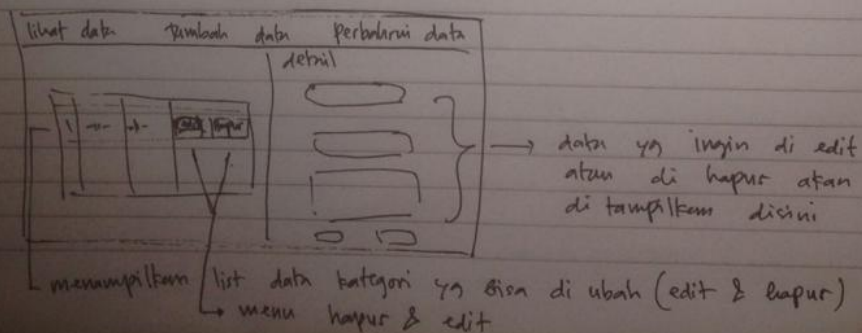 lihat data tambah data perbaharui data
detail
1
edit hapus
data yg ingin di edit
atau di hapus akan
di tampilkan disini
menampilkan list data kategori yg bisa di ubah (edit & hapus)
menu hapus & edit